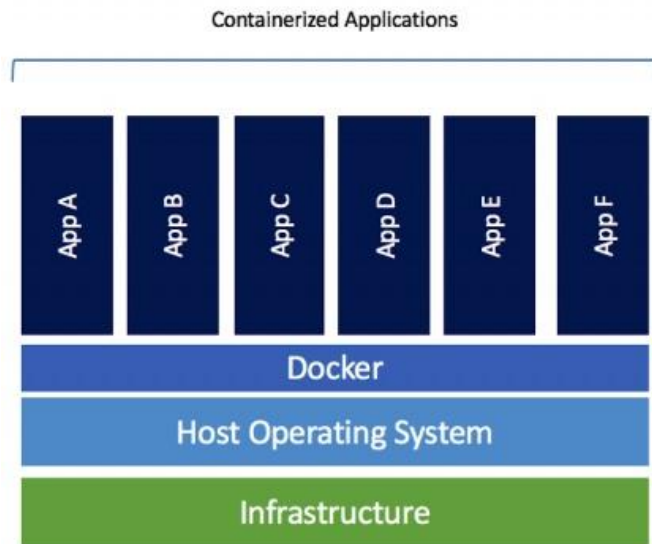 Containerized Applications
App A
App B
App C
App D
App E
App F
Docker
Host Operating System
Infrastructure